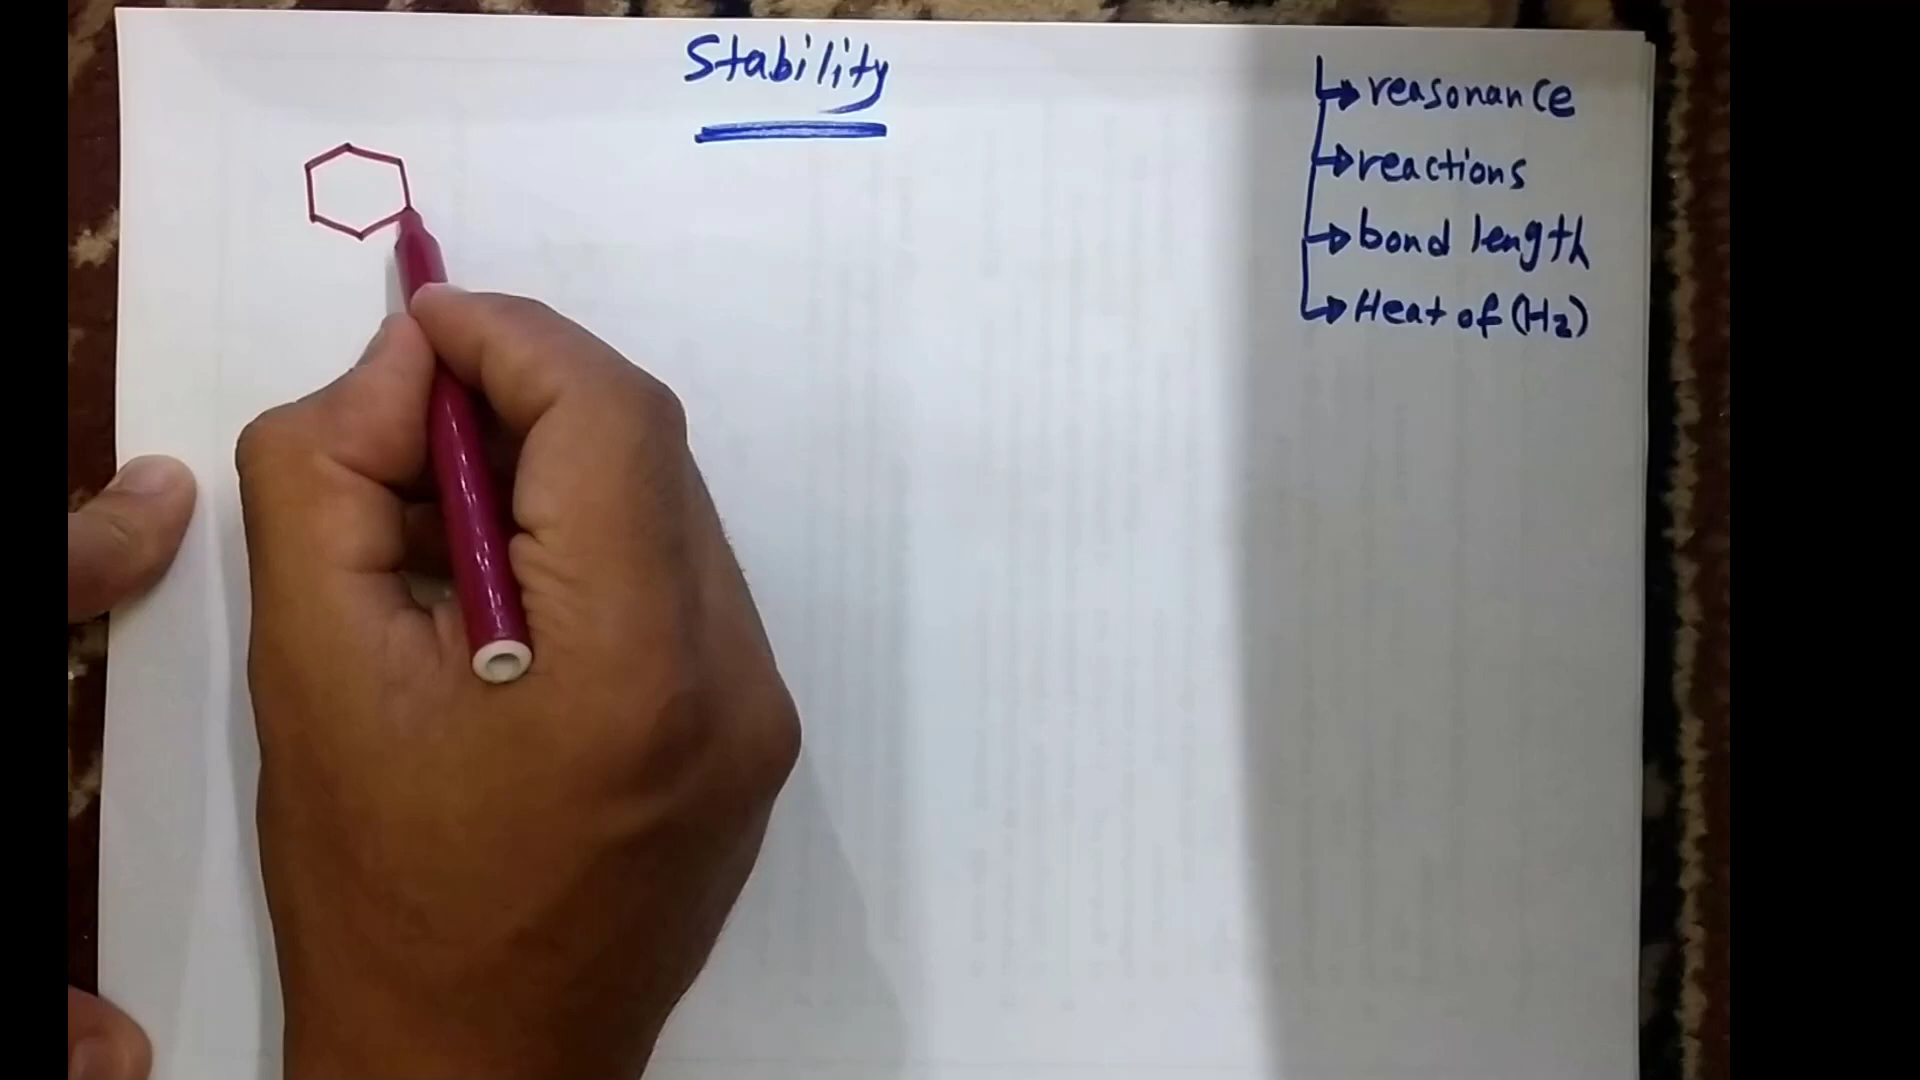 Stability
reasonance
reactions
bond length
Heat of (H2)